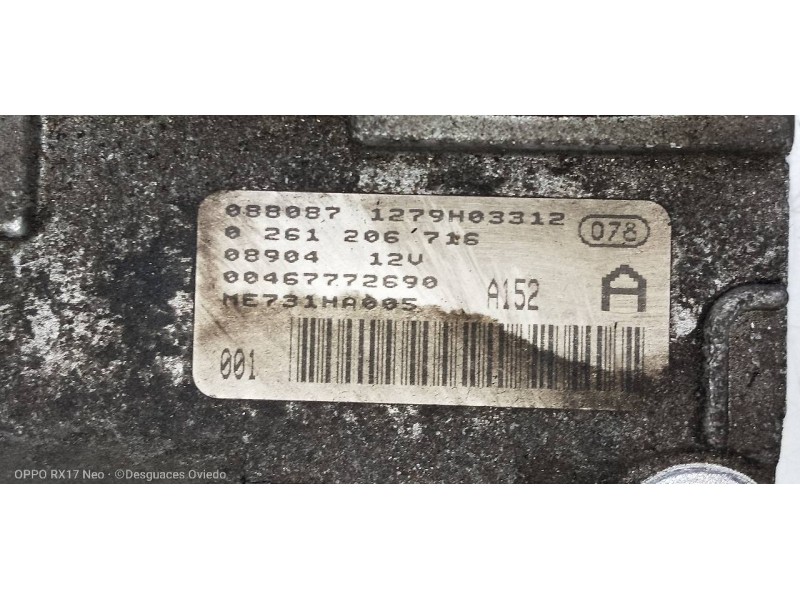 088087 1279H03312
078
0 261 206 716
08904 12V
00467772690
A152
A
ME731HA005
001
OPPO RX17 Neo · ©Desguaces Oviedo